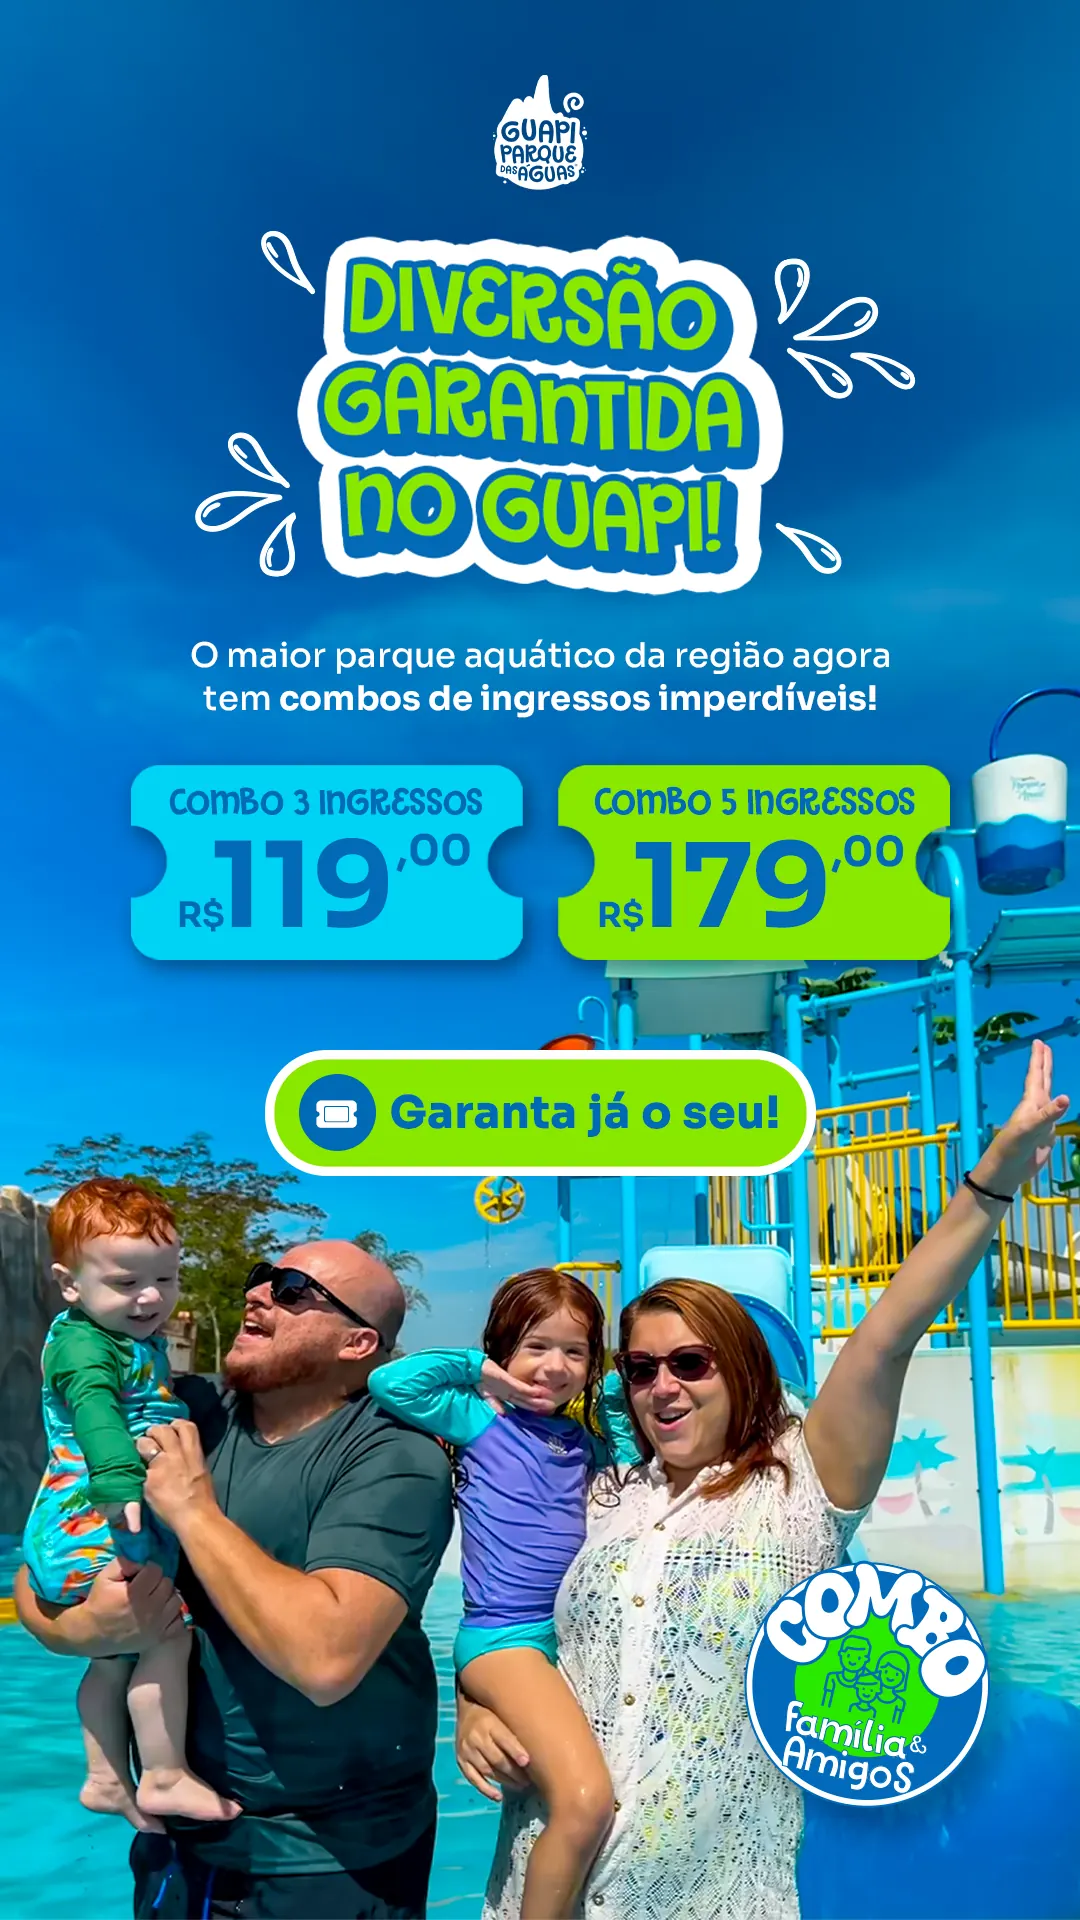 GUAPI
PARQUE
DAS ÁGUAS
DIVERSÃO
GARANTIDA
NO GUAPI!
O maior parque aquático da região agora
tem combos de ingressos imperdíveis!
COMBO 3 INGRESSOS
R$119,00
COMBO 5 INGRESSOS
R$179,00
Garanta já o seu!
COMBO
família &
Amigos